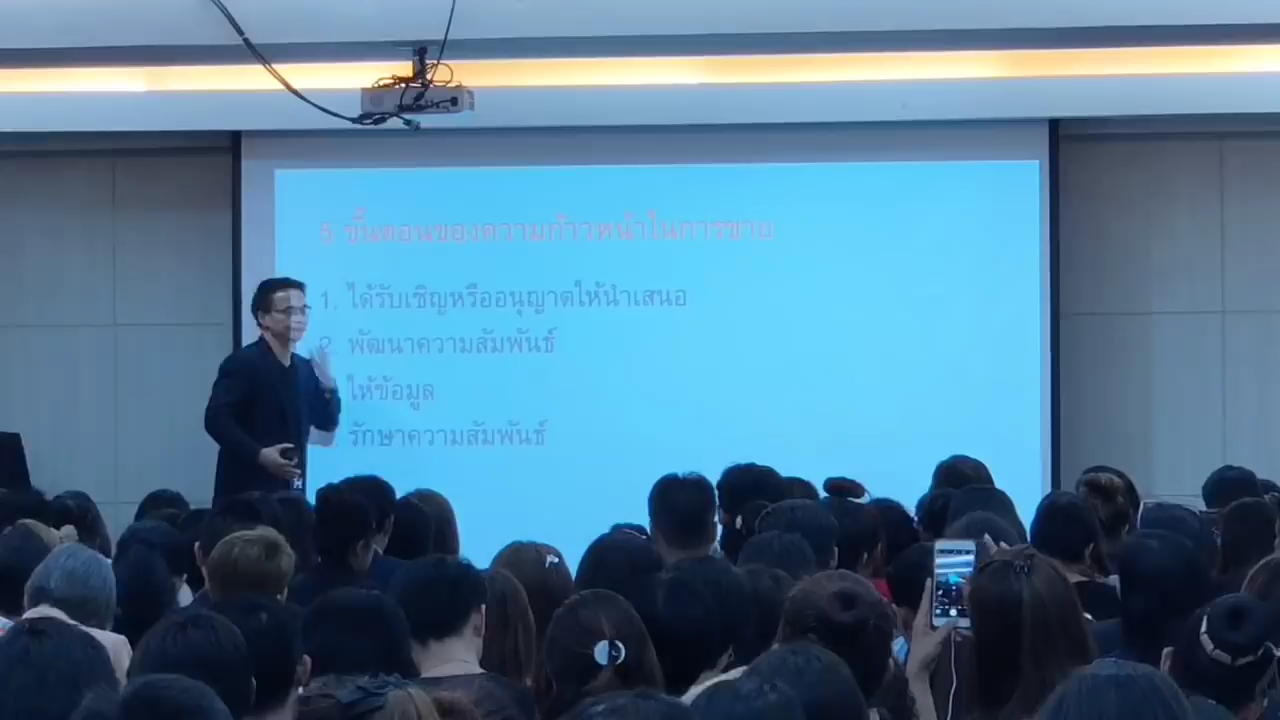 5 ขั้นตอนของความก้าวหน้าในการขาย
1. ได้รับเชิญหรืออนุญาตให้นำเสนอ
2. พัฒนาความสัมพันธ์
ให้ข้อมูล
รักษาความสัมพันธ์